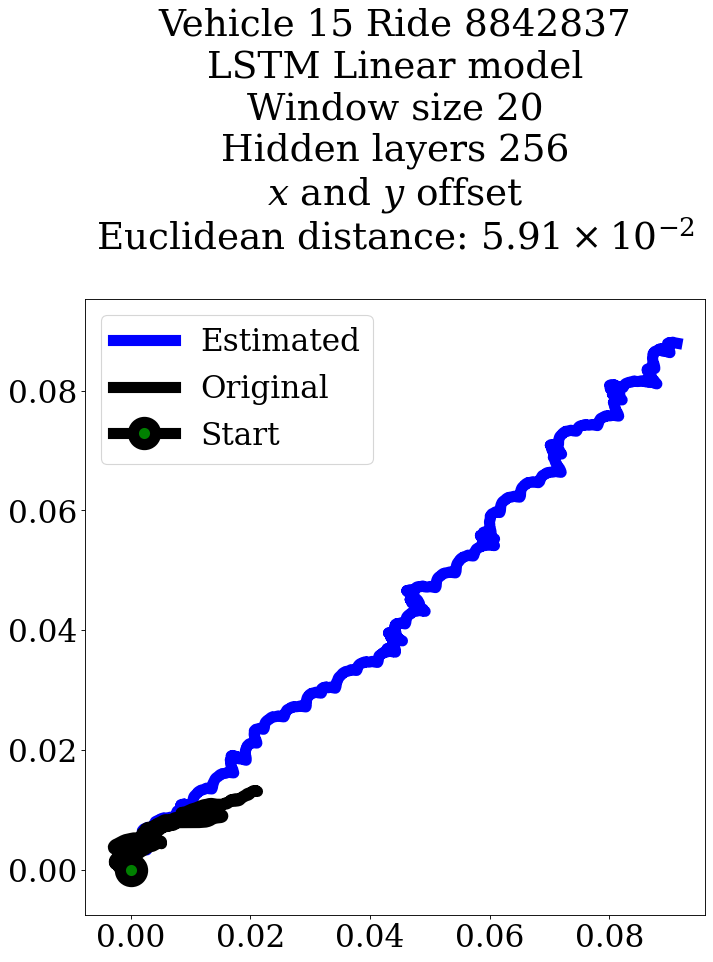 Vehicle 15 Ride 8842837
LSTM Linear model
Window size 20
Hidden layers 256
x and y offset
Euclidean distance: 5.91 × 10⁻²
Estimated
Original
Start
0.08
0.06
0.04
0.02
0.00
0.00 0.02 0.04 0.06 0.08